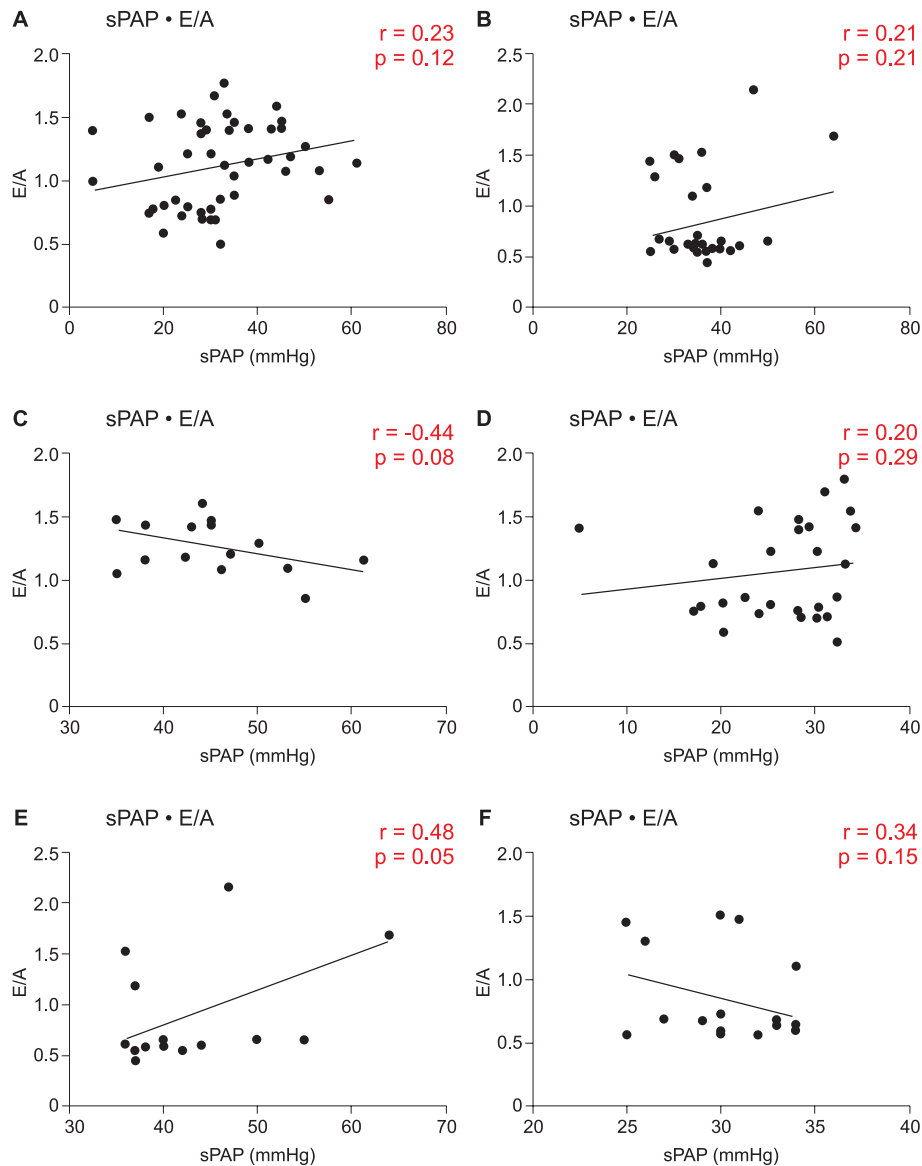 A sPAP • E/A
r = 0.23
p = 0.12
2.0
1.5
1.0
0.5
0
E/A
0 20 40 60 80
sPAP (mmHg)
B sPAP • E/A
r = 0.21
p = 0.21
2.5
2.0
1.5
1.0
0.5
0
E/A
0 20 40 60 80
sPAP (mmHg)
C sPAP • E/A
r = -0.44
p = 0.08
2.0
1.5
1.0
0.5
0
E/A
30 40 50 60 70
sPAP (mmHg)
D sPAP • E/A
r = 0.20
p = 0.29
2.0
1.5
1.0
0.5
0
E/A
0 10 20 30 40
sPAP (mmHg)
E sPAP • E/A
r = 0.48
p = 0.05
2.5
2.0
1.5
1.0
0.5
0
E/A
30 40 50 60 70
sPAP (mmHg)
F sPAP • E/A
r = 0.34
p = 0.15
2.0
1.5
1.0
0.5
0
E/A
20 25 30 35 40
sPAP (mmHg)